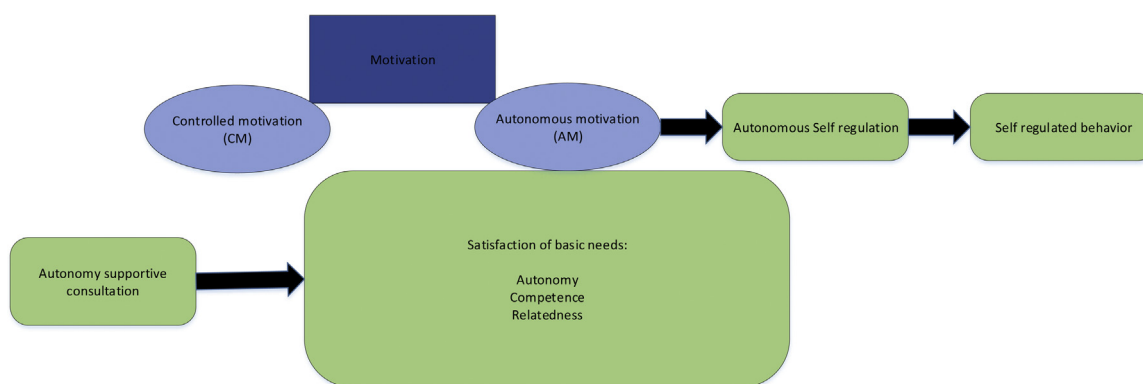 Motivation
Controlled motivation
(CM)
Autonomous motivation
(AM)
Autonomous Self regulation
Self regulated behavior
Satisfaction of basic needs:
Autonomy
Competence
Relatedness
Autonomy supportive
consultation